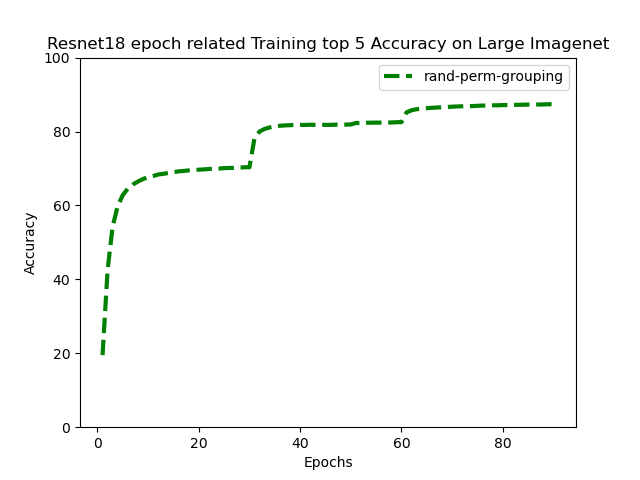 Resnet18 epoch related Training top 5 Accuracy on Large Imagenet
100
80
60
40
20
0
Accuracy
rand-perm-grouping
0 20 40 60 80
Epochs